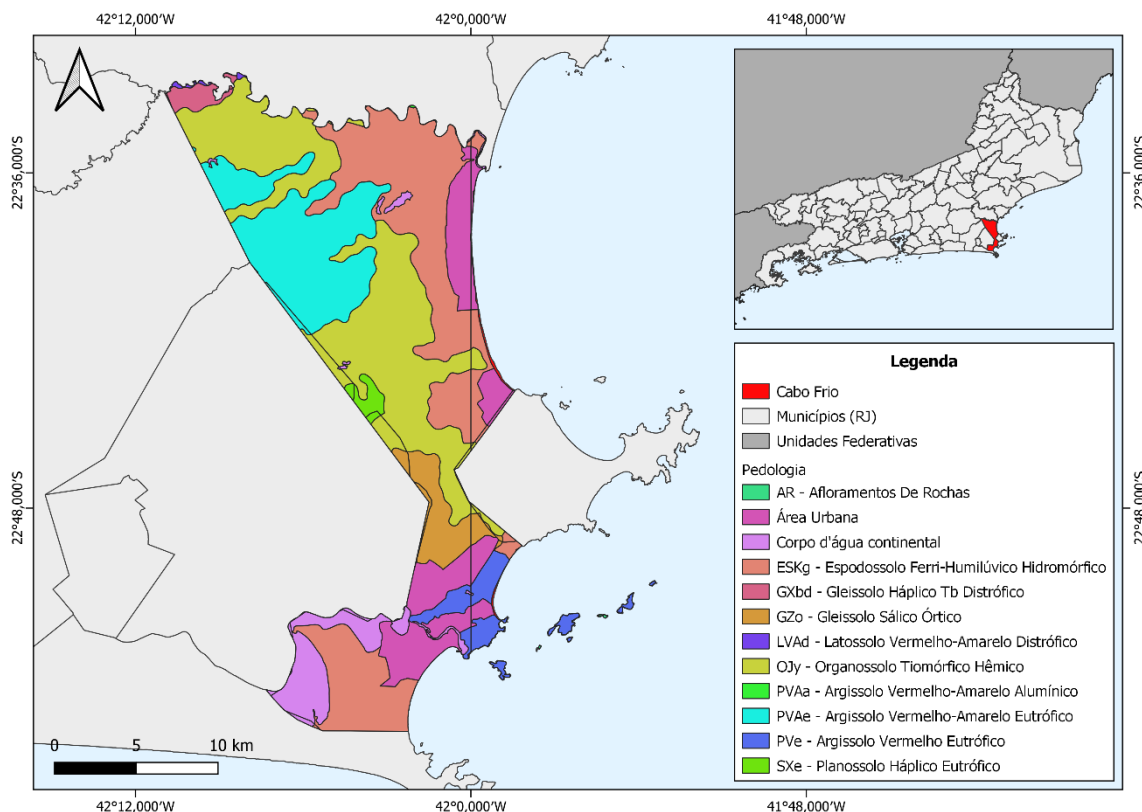 42°12,000'W 42°0,000'W 41°48,000'W
22°36,000'S 22°36,000'S
22°48,000'S 22°48,000'S
Legenda
Cabo Frio
Municípios (RJ)
Unidades Federativas
Pedologia
AR - Afloramentos De Rochas
Área Urbana
Corpo d'água continental
ESKg - Espodossolo Ferri-Humilúvico Hidromórfico
GXbd - Gleissolo Háplico Tb Distrófico
GZo - Gleissolo Sálico Órtico
LVAd - Latossolo Vermelho-Amarelo Distrófico
OJy - Organossolo Tiomórfico Hêmico
PVAa - Argissolo Vermelho-Amarelo Alumínico
PVAe - Argissolo Vermelho-Amarelo Eutrófico
PVe - Argissolo Vermelho Eutrófico
SXe - Planossolo Háplico Eutrófico
0 5 10 km
42°12,000'W 42°0,000'W 41°48,000'W